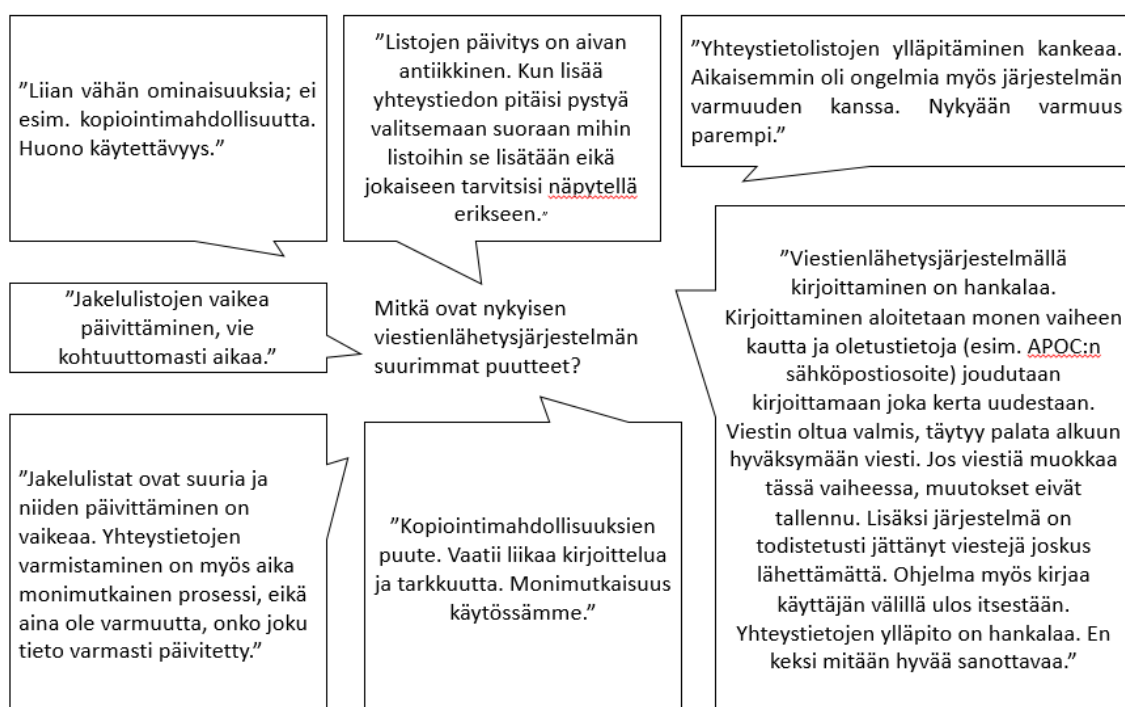 ”Liian vähän ominaisuuksia; ei
esim. kopiointimahdollisuutta.
Huono käytettävyys.”
”Listojen päivitys on aivan
antiikkinen. Kun lisää
yhteystiedon pitäisi pystyä
valitsemaan suoraan mihin
listoihin se lisätään eikä
jokaiseen tarvitsisi näpytellä
erikseen.”
”Yhteystietolistojen ylläpitäminen kankeaa.
Aikaisemmin oli ongelmia myös järjestelmän
varmuuden kanssa. Nykyään varmuus
parempi.”
”Jakelulistojen vaikea
päivittäminen, vie
kohtuuttomasti aikaa.”
Mitkä ovat nykyisen
viestienlähetysjärjestelmän
suurimmat puutteet?
”Viestienlähetysjärjestelmällä
kirjoittaminen on hankalaa.
Kirjoittaminen aloitetaan monen vaiheen
kautta ja oletustietoja (esim. APOC:n
sähköpostiosoite) joudutaan
kirjoittamaan joka kerta uudestaan.
Viestin oltua valmis, täytyy palata alkuun
hyväksymään viesti. Jos viestiä muokkaa
tässä vaiheessa, muutokset eivät
tallennu. Lisäksi järjestelmä on
todistetusti jättänyt viestejä joskus
lähettämättä. Ohjelma myös kirjaa
käyttäjän välillä ulos itsestään.
Yhteystietojen ylläpito on hankalaa. En
keksi mitään hyvää sanottavaa.”
”Jakelulistat ovat suuria ja
niiden päivittäminen on
vaikeaa. Yhteystietojen
varmistaminen on myös aika
monimutkainen prosessi, eikä
aina ole varmuutta, onko joku
tieto varmasti päivitetty.”
”Kopiointimahdollisuuksien
puute. Vaatii liikaa kirjoittelua
ja tarkkuutta. Monimutkaisuus
käytössämme.”